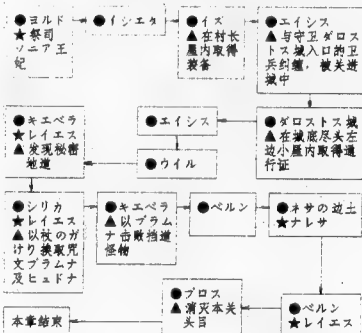 ●ヨルド
★祭司
ソニア王
妃
●イシエタ
●イズ
▲在村长
屋内取得
装备
●エイシス
▲与守卫ダロス
トス城入口的卫
兵纠缠，被关进
城中
●ダロストス城
▲在城底尽头左
边小屋内取得通
行证
●エイシス
●ウイル
●キエベラ
★レイエス
▲发现秘密
地道
●シリカ
★レイエス
▲以杖のガ
けり换取咒
文プラムナ
及ヒュドナ
●キエベラ
▲以プラム
ナ击败挡道
怪物
●ベルン
●ネサの边土
★ナレサ
●ベルン
★レイエス
●プロス
▲消灭本关
头目
本章结束